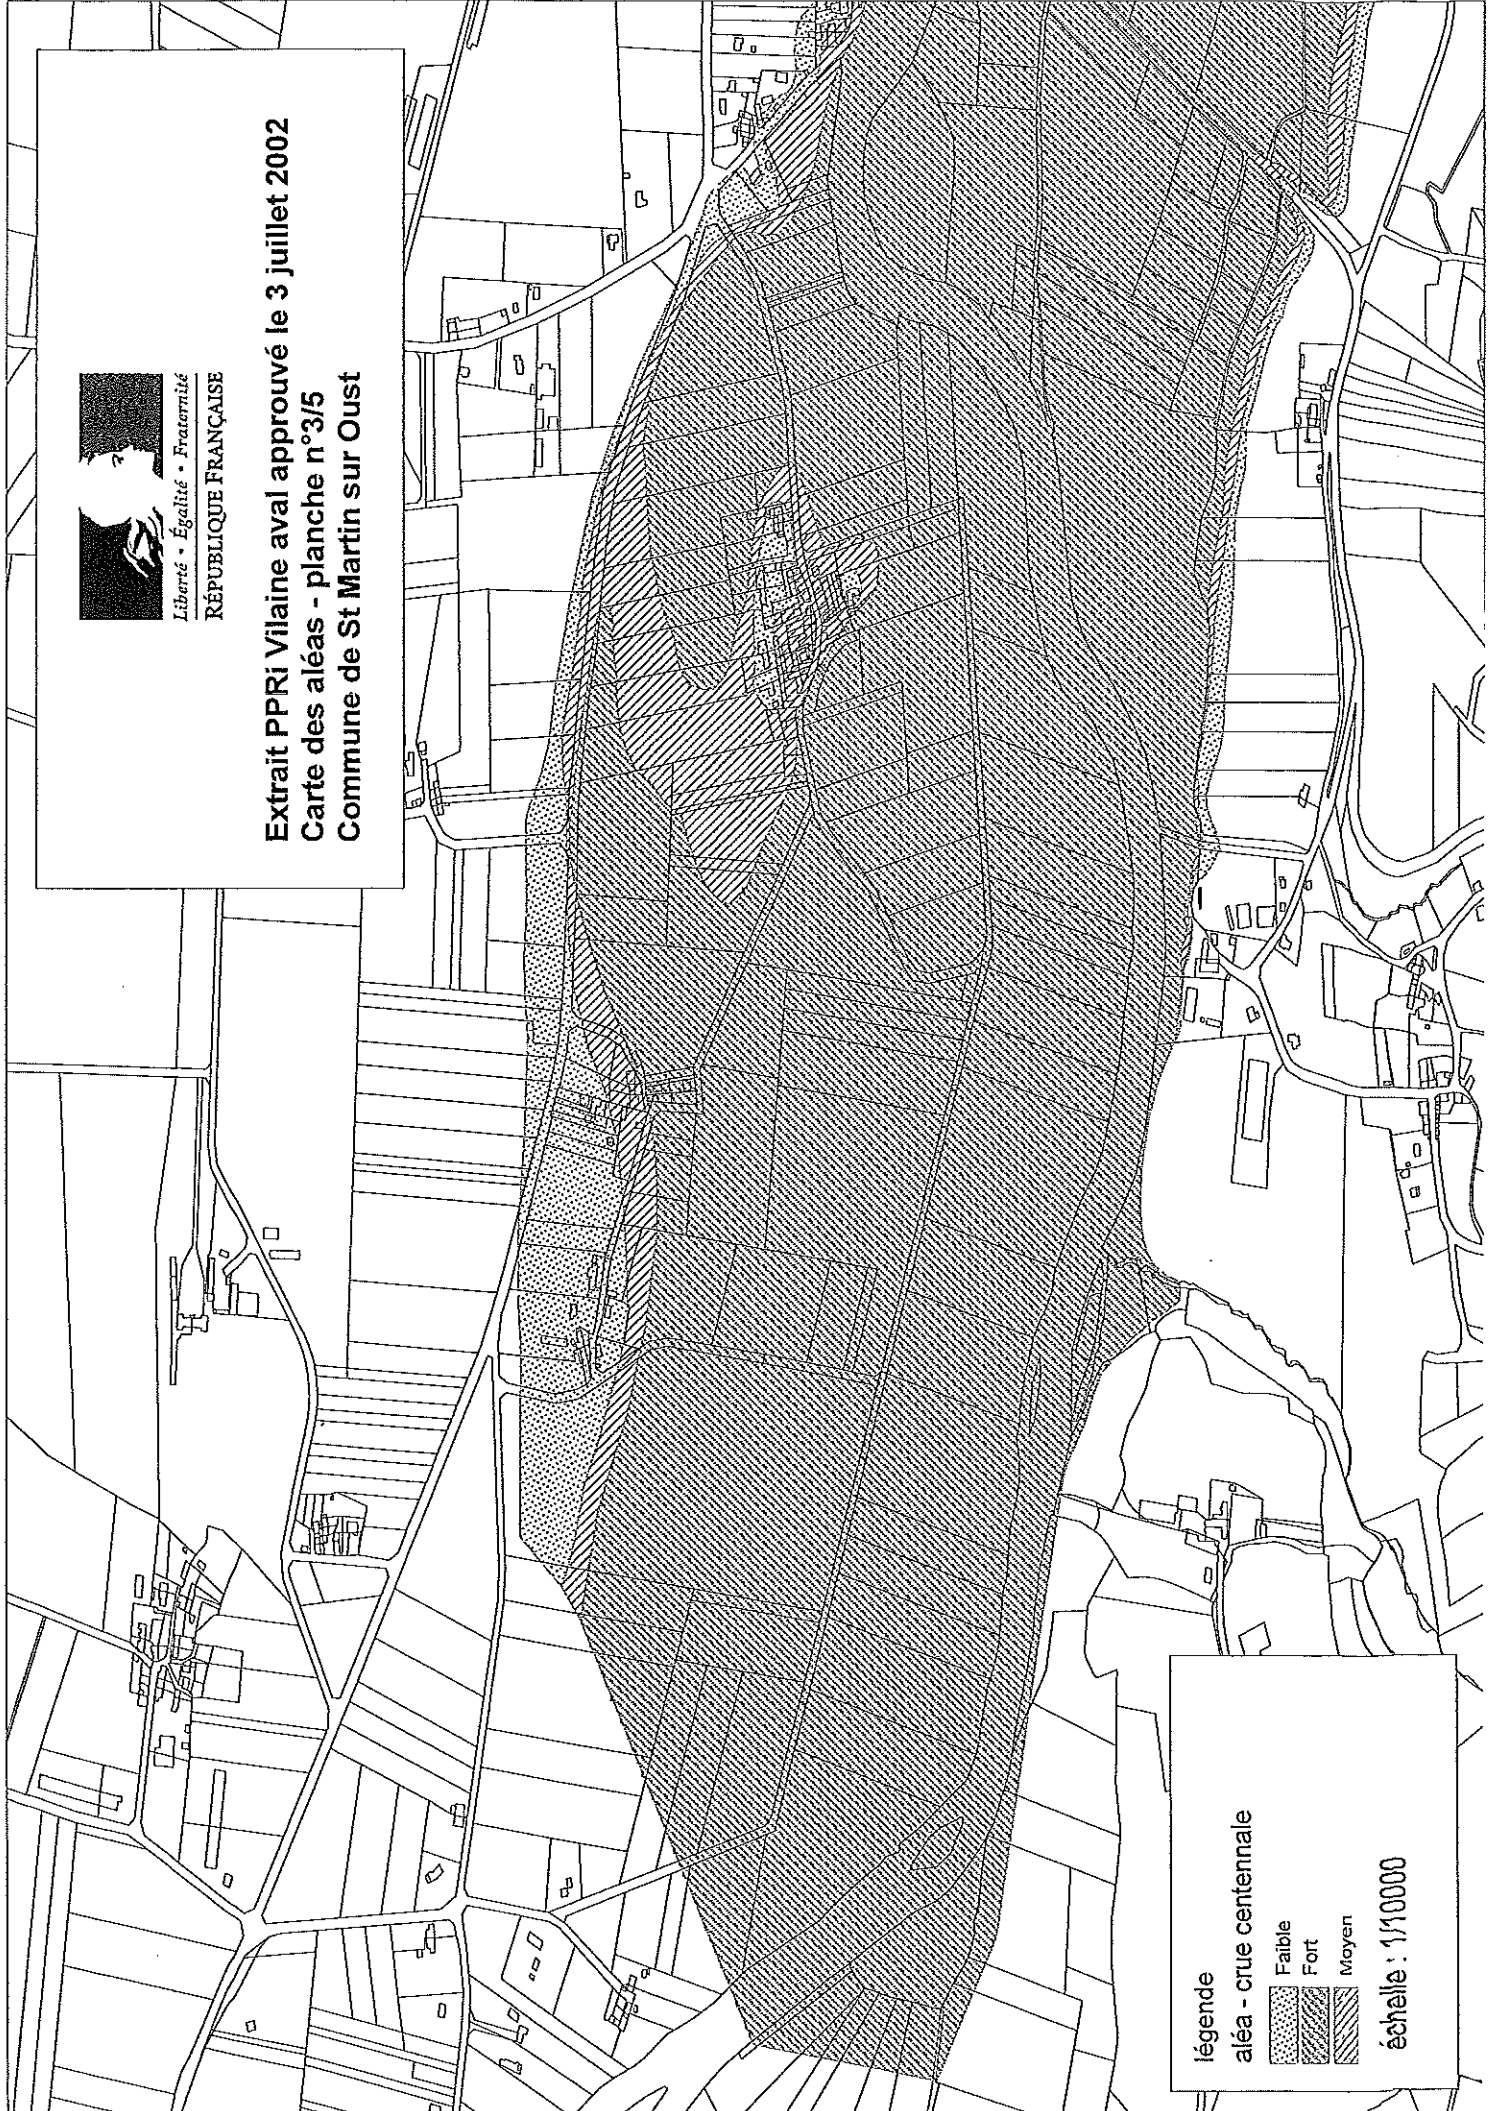 Liberté • Égalité • Fraternité
RÉPUBLIQUE FRANÇAISE
Extrait PPRi Vilaine aval approuvé le 3 juillet 2002
Carte des aléas - planche n°3/5
Commune de St Martin sur Oust
légende
aléa - crue centennale
Faible
Fort
Moyen
échelle : 1/10000